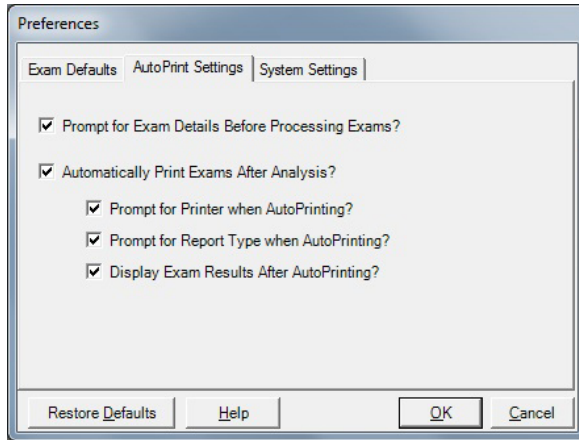 Preferences
Exam Defaults AutoPrint Settings System Settings
Prompt for Exam Details Before Processing Exams?
Automatically Print Exams After Analysis?
Prompt for Printer when AutoPrinting?
Prompt for Report Type when AutoPrinting?
Display Exam Results After AutoPrinting?
Restore Defaults Help OK Cancel